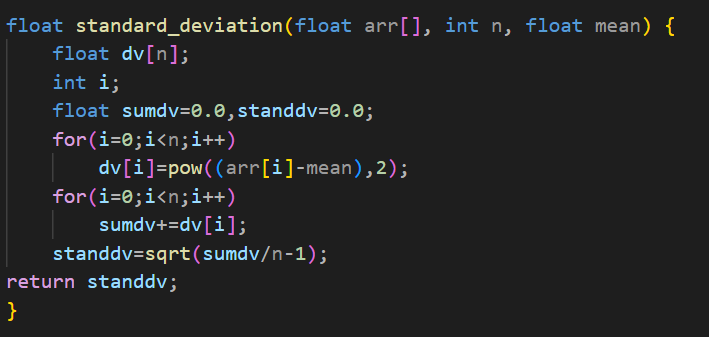 float standard_deviation(float arr[], int n, float mean) {
    float dv[n];
    int i;
    float sumdv=0.0,standdv=0.0;
    for(i=0;i<n;i++)
        dv[i]=pow((arr[i]-mean),2);
    for(i=0;i<n;i++)
        sumdv+=dv[i];
    standdv=sqrt(sumdv/n-1);
return standdv;
}